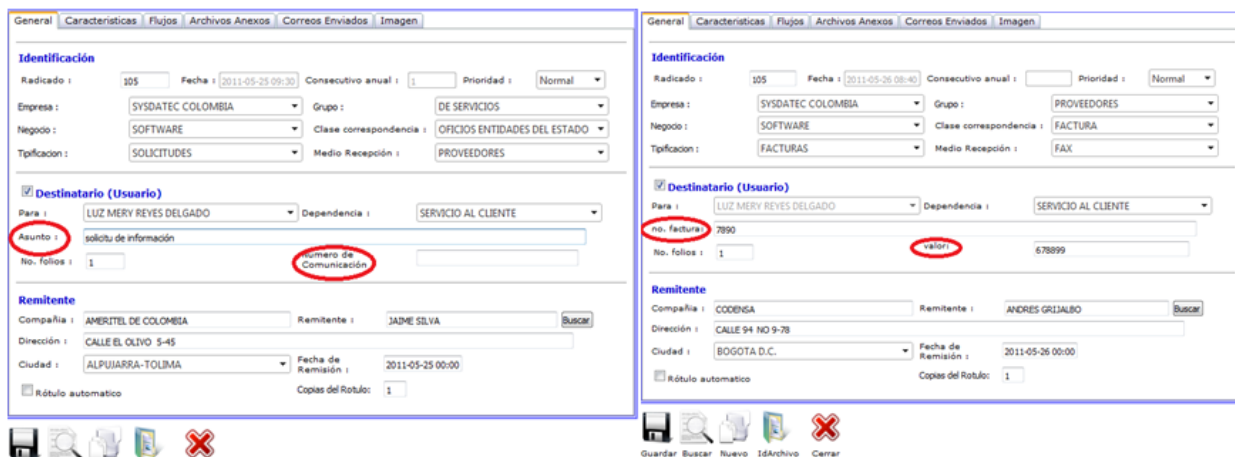 General Caracteristicas Flujos Archivos Anexos Correos Enviados Imagen
Identificación
Radicado : 105 Fecha : 2011-05-25 09:30 Consecutivo anual : 1 Prioridad : Normal
Empresa : SYSDATEC COLOMBIA Grupo : DE SERVICIOS
Negocio : SOFTWARE Clase correspondencia : OFICIOS ENTIDADES DEL ESTADO
Tipificacion : SOLICITUDES Medio Recepción : PROVEEDORES
Destinatario (Usuario)
Para : LUZ MERY REYES DELGADO Dependencia : SERVICIO AL CLIENTE
Asunto : solicitu de información
No. folios : 1 Número de
Comunicación
Remitente
Compañia : AMERITEL DE COLOMBIA Remitente : JAIME SILVA Buscar
Dirección : CALLE EL OLIVO 5-45
Ciudad : ALPUJARRA-TOLIMA Fecha de
Remisión : 2011-05-25 00:00
Rótulo automatico Copias del Rotulo: 1
General Caracteristicas Flujos Archivos Anexos Correos Enviados Imagen
Identificación
Radicado : 105 Fecha : 2011-05-26 08:40 Consecutivo anual : Prioridad : Normal
Empresa : SYSDATEC COLOMBIA Grupo : PROVEEDORES
Negocio : SOFTWARE Clase correspondencia : FACTURA
Tipificacion : FACTURAS Medio Recepción : FAX
Destinatario (Usuario)
Para : LUZ MERY REYES DELGADO Dependencia : SERVICIO AL CLIENTE
no. factura: 7890
No. folios : 1 valor: 678899
Remitente
Compañia : CODENSA Remitente : ANDRES GRIJALBO Buscar
Dirección : CALLE 94 NO 9-78
Ciudad : BOGOTA D.C. Fecha de
Remisión : 2011-05-26 00:00
Rótulo automatico Copias del Rotulo: 1
Guardar Buscar Nuevo IdArchivo Cerrar